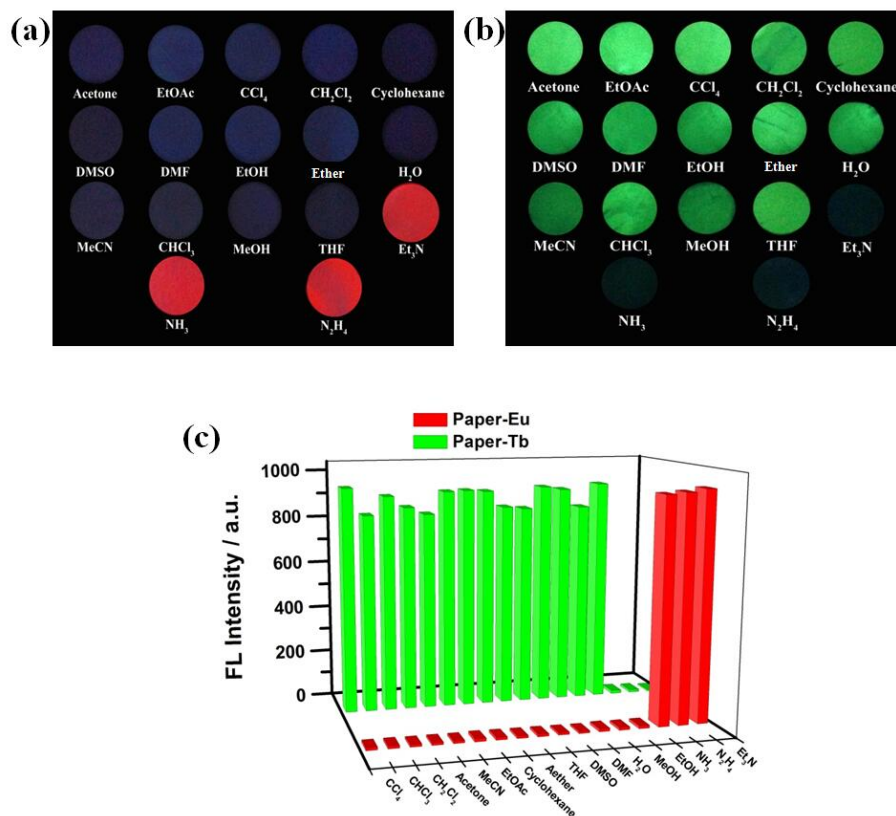 (a)
Acetone EtOAc CCl₄ CH₂Cl₂ Cyclohexane
DMSO DMF EtOH Ether H₂O
MeCN CHCl₃ MeOH THF Et₃N
NH₃ N₂H₄
(b)
Acetone EtOAc CCl₄ CH₂Cl₂ Cyclohexane
DMSO DMF EtOH Ether H₂O
MeCN CHCl₃ MeOH THF Et₃N
NH₃ N₂H₄
(c)
Paper-Eu
Paper-Tb
FL Intensity / a.u.
1000
800
600
400
200
0
CCl₄
CHCl₃
CH₂Cl₂
Acetone
MeCN
EtOAc
Cyclohexane
Aether
THF
DMSO
DMF
H₂O
MeOH
EtOH
NH₃
N₂H₄
Et₃N